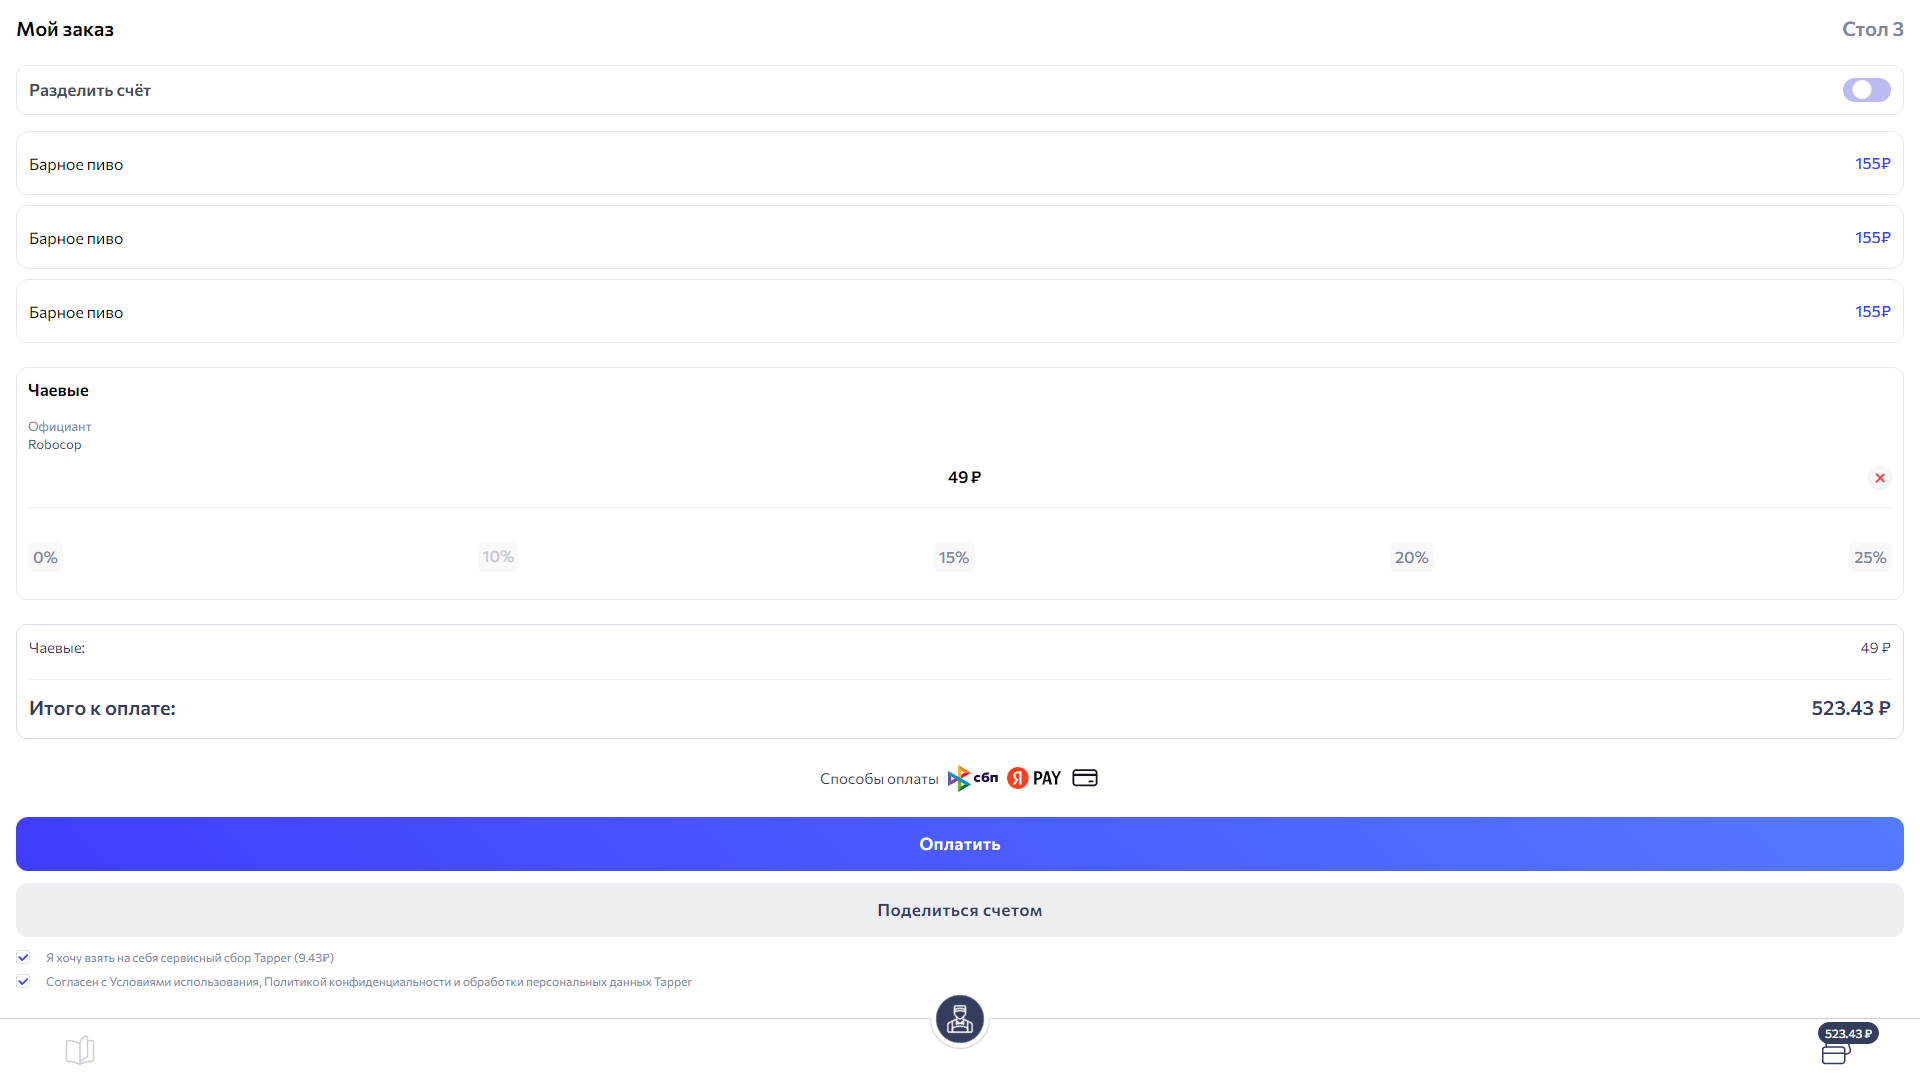 Мой заказ
Стол 3
Разделить счёт
Барное пиво
155₽
Барное пиво
155₽
Барное пиво
155₽
Чаевые
Официант
Robocop
49 ₽
0%
10%
15%
20%
25%
Чаевые:
49 ₽
Итого к оплате:
523.43 ₽
Способы оплаты сбп Я PAY
Оплатить
Поделиться счетом
Я хочу взять на себя сервисный сбор Tapper (9.43₽)
Согласен с Условиями использования, Политикой конфиденциальности и обработки персональных данных Tapper
523.43 ₽